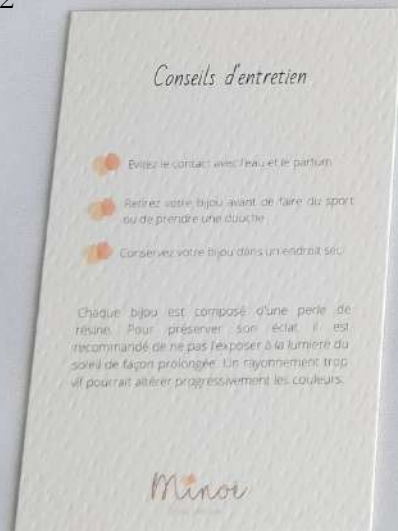 2
Conseils d'entretien
Évitez le contact avec l'eau et le parfum
Retirez votre bijou avant de faire du sport
ou de prendre une douche
Conservez votre bijou dans un endroit sec
Chaque bijou est composé d'une perle de
résine. Pour préserver son éclat il est
recommandé de ne pas l'exposer à la lumière du
soleil de façon prolongée. Un rayonnement trop
vif pourrait altérer progressivement les couleurs.